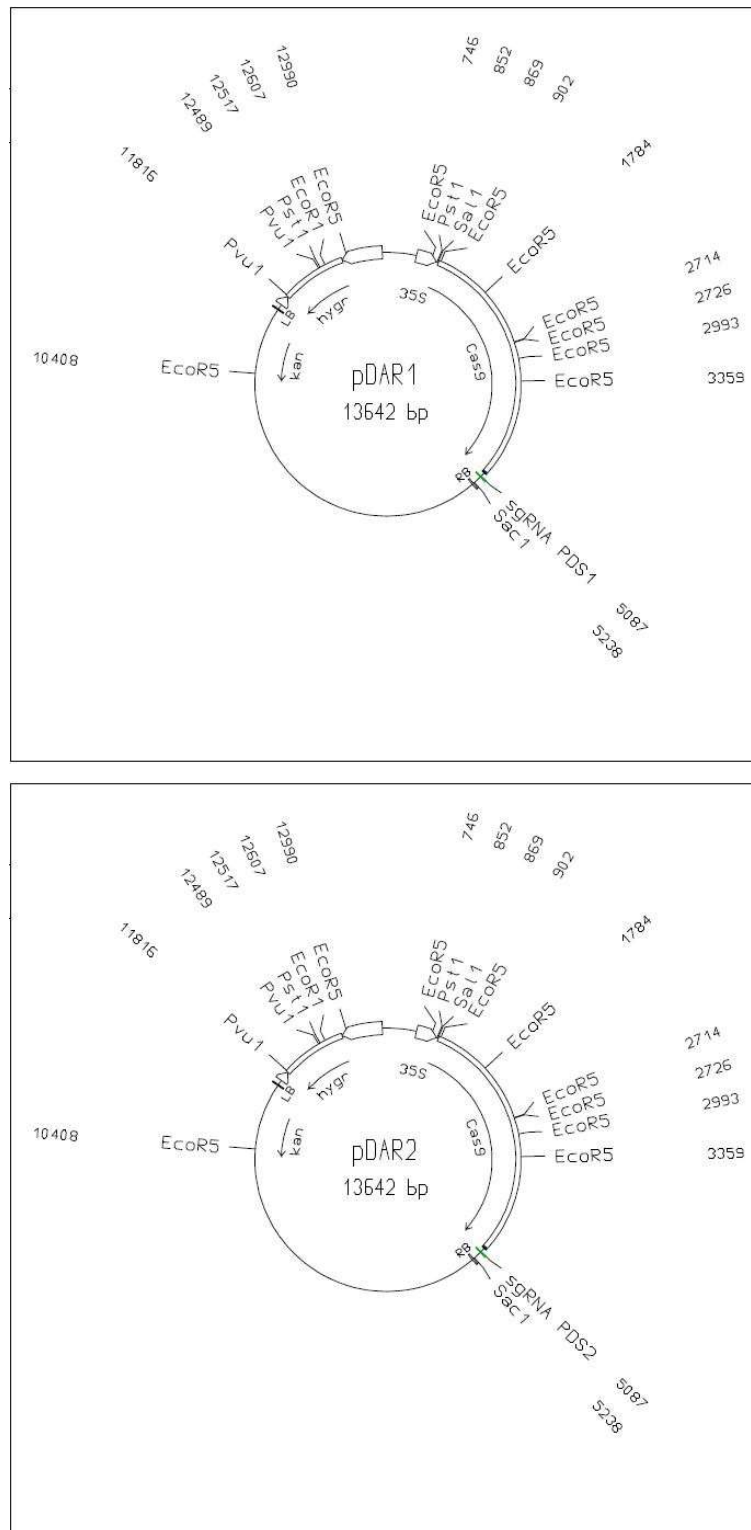 12990
12607
12517
12489
11816
746
852
869
902
1784
2714
2726
2993
3359
EcoR5
EcoR1
Pst1
Pvu1
Pvu1
EcoR5
Pst1
Sal1
EcoR5
EcoR5
EcoR5
EcoR5
EcoR5
EcoR5
LB
hygr
35S
kan
Cas9
10408
EcoR5
pDAR1
13642 bp
RB
sgRNA PDS1
Sac1
5087
5238
12990
12607
12517
12489
11816
746
852
869
902
1784
2714
2726
2993
3359
EcoR5
EcoR1
Pst1
Pvu1
Pvu1
EcoR5
Pst1
Sal1
EcoR5
EcoR5
EcoR5
EcoR5
EcoR5
EcoR5
LB
hygr
35S
kan
Cas9
10408
EcoR5
pDAR2
13642 bp
RB
sgRNA PDS2
Sac1
5087
5238